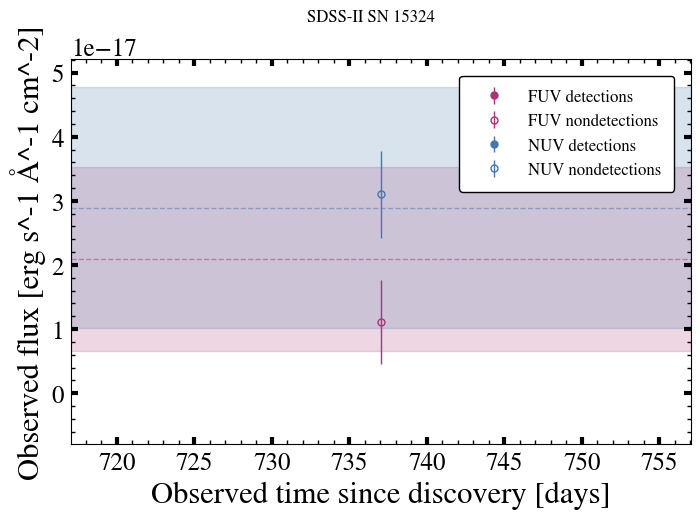 SDSS-II SN 15324
1e−17
Observed flux [erg s^-1 Å^-1 cm^-2]
5
4
3
2
1
0
FUV detections
FUV nondetections
NUV detections
NUV nondetections
720 725 730 735 740 745 750 755
Observed time since discovery [days]